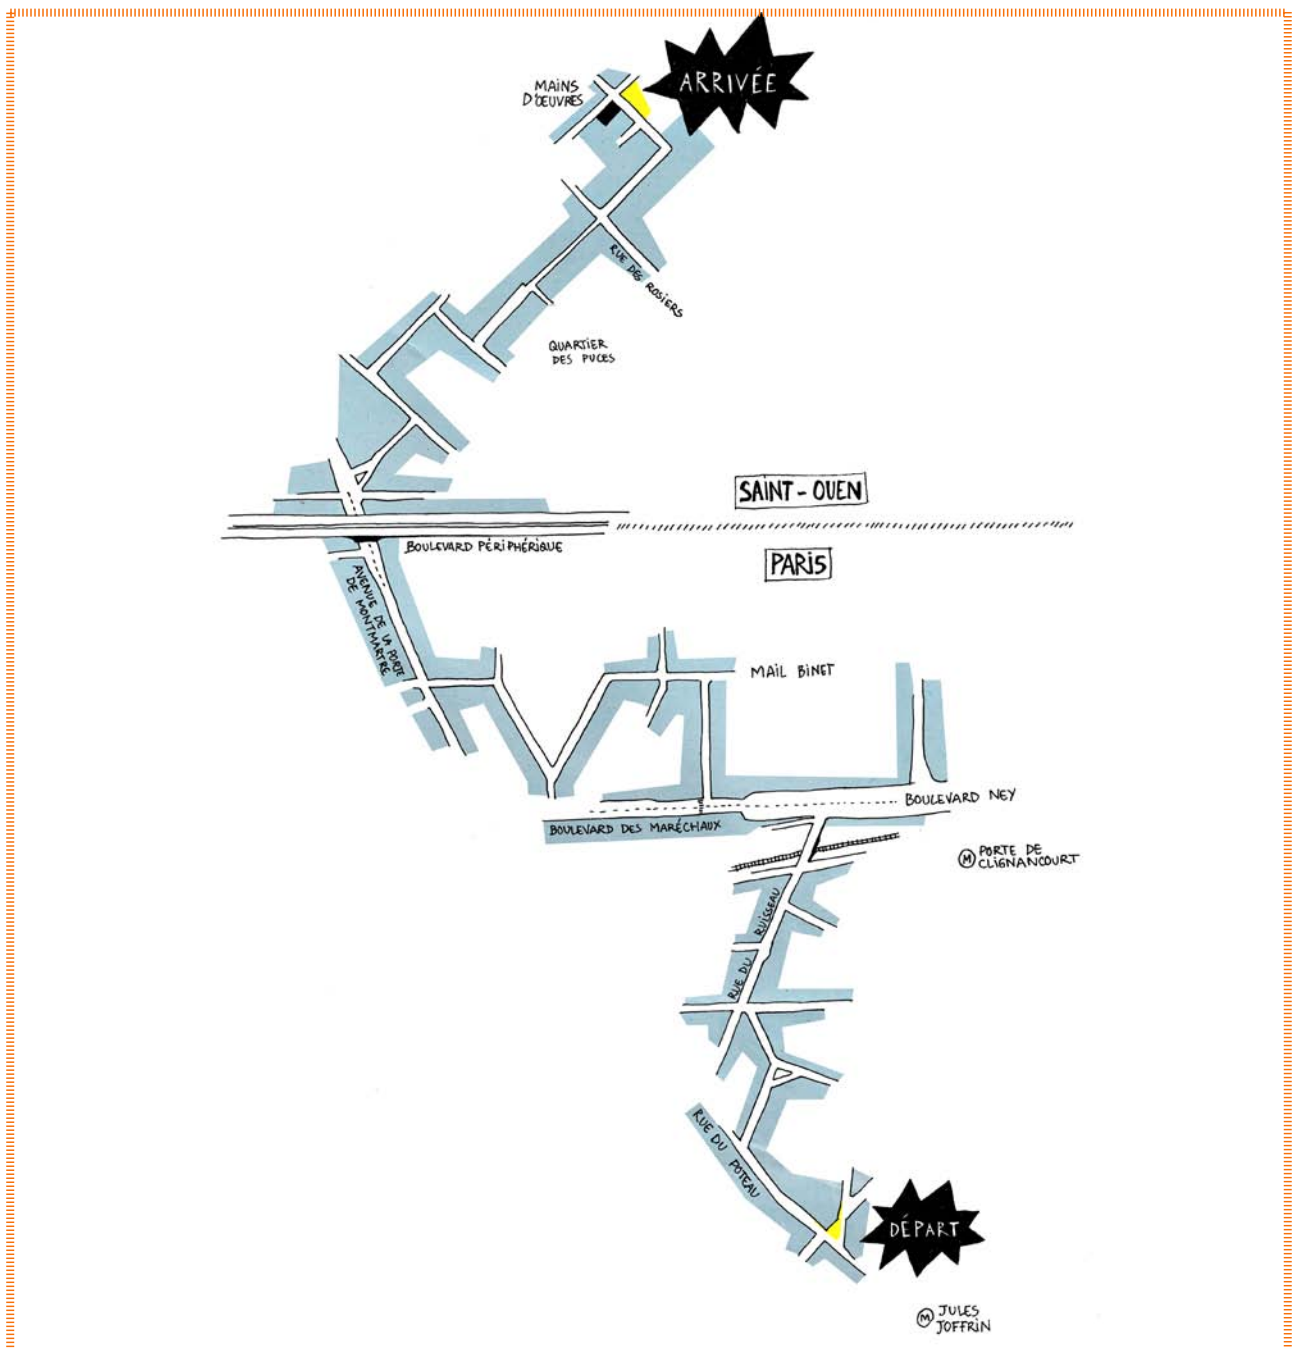 ARRIVÉE
MAINS
D'ŒUVRES
RUE DES ROSIERS
QUARTIER
DES PUCES
SAINT-OUEN
BOULEVARD PÉRIPHÉRIQUE
PARIS
AVENUE DE LA PORTE
DE MONTMARTRE
MAIL BINET
BOULEVARD NEY
BOULEVARD DES MARÉCHAUX
M PORTE DE
CLIGNANCOURT
RUE DU RUISSEAU
RUE DU POTEAU
DÉPART
M JULES
JOFFRIN